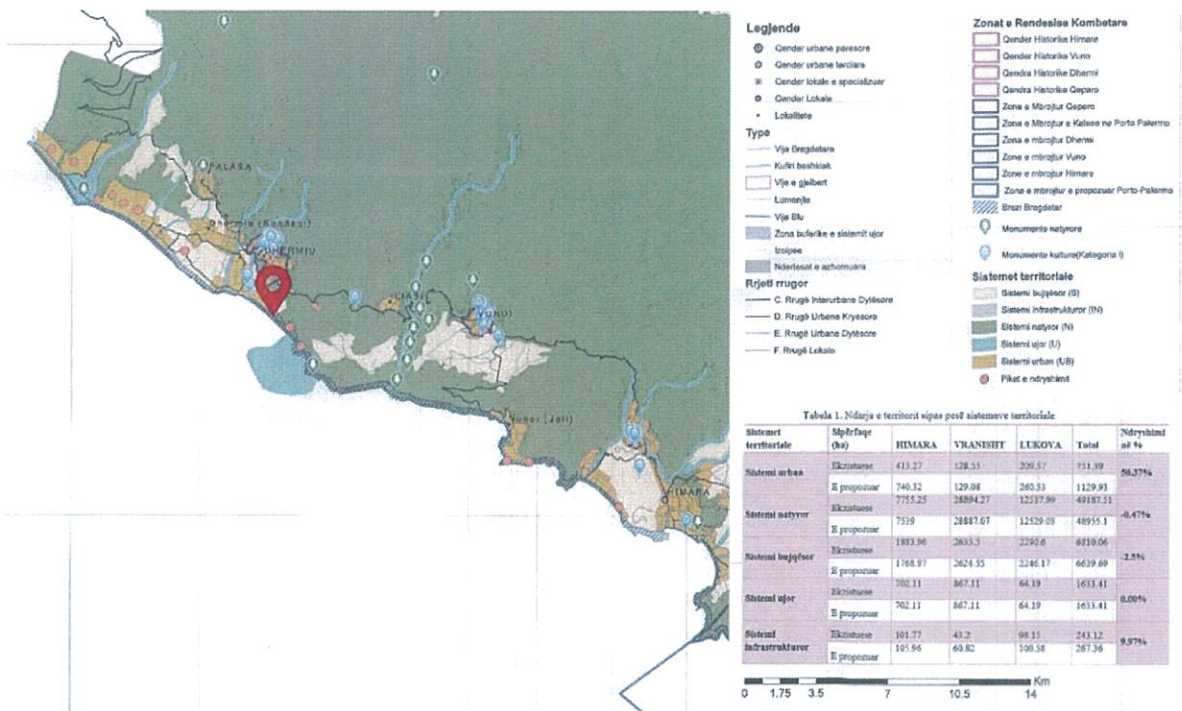 PALASA
Dhermiu (Kondrasi)
DHERMIU
ILIAS
VUNOI
Vunoi (Jali)
HIMARA
Legjende
Qender urbane paresore
Qender urbane terciare
Qender lokale e specializuar
Qender Lokale
Lokalitete
Type
Vija Bregdetare
Kufiri bashkiak
Vije e gjelbert
Lumenjte
Vija Blu
Zona buferike e sistemit ujor
Izoipse
Ndertesat e azhornuara
Rrjeti rrugor
C. Rrugë Interurbane Dytësore
D. Rrugë Urbane Kryesore
E. Rrugë Urbane Dytësore
F. Rrugë Lokale
Zonat e Rendesise Kombetare
Qender Historike Himare
Qender Historike Vuno
Qendra Historike Dhermi
Qendra Historike Qeparo
Zona e Mbrojtur Qeparo
Zona e Mbrojtur e Kalase ne Porto Palermo
Zona e mbrojtur Dhermi
Zone e mbrojtur Vuno
Zone e mbrojtur Himare
Zone e mbrojtur e propozuar Porto-Palermo
Brezi Bregdetar
Monumente natyrore
Monumente kulture(Kategoria I)
Sistemet territoriale
Sistemi bujqësor (B)
Sistemi infrastrukturor (IN)
Sistemi natyror (N)
Sistemi ujor (U)
Sistemi urban (UB)
Pikat e ndryshimit
Tabela 1. Ndarja e territorit sipas pesë sistemeve territoriale
Sistemet territoriale Sipërfaqe (ha) HIMARA VRANISHT LUKOVA Total Ndryshimi në %
Sistemi urban Ekzistuese 413.27 128.55 209.57 751.39 50.37%
E propozuar 740.32 129.08 260.53 1129.93
Sistemi natyror Ekzistuese 7755.25 28894.27 12537.99 49187.51 -0.47%
E propozuar 7539 28887.07 12529.03 48955.1
Sistemi bujqësor Ekzistuese 1883.96 2635.5 2290.6 6810.06 -2.5%
E propozuar 1768.97 2624.55 2246.17 6639.69
Sistemi ujor Ekzistuese 702.11 867.11 64.19 1633.41 0.00%
E propozuar 702.11 867.11 64.19 1633.41
Sistemi infrastrukturor Ekzistuese 101.77 43.2 98.15 243.12 9.97%
E propozuar 105.96 60.82 100.58 267.36
Km
0 1.75 3.5 7 10.5 14